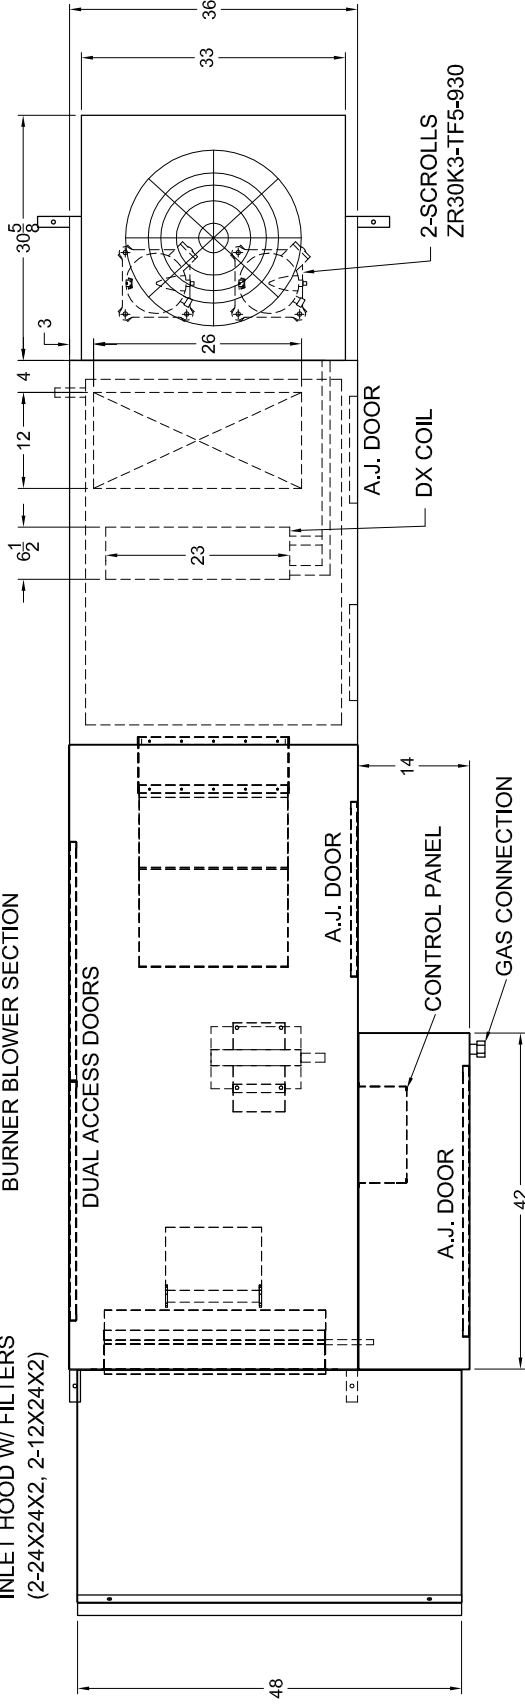 INLET HOOD W/ FILTERS
(2-24X24X2, 2-12X24X2)
BURNER BLOWER SECTION
DUAL ACCESS DOORS
48
42
A.J. DOOR
CONTROL PANEL
GAS CONNECTION
14
A.J. DOOR
6 1/2
12
4
3
30 5/8
23
26
33
36
A.J. DOOR
DX COIL
2-SCROLLS
ZR30K3-TF5-930